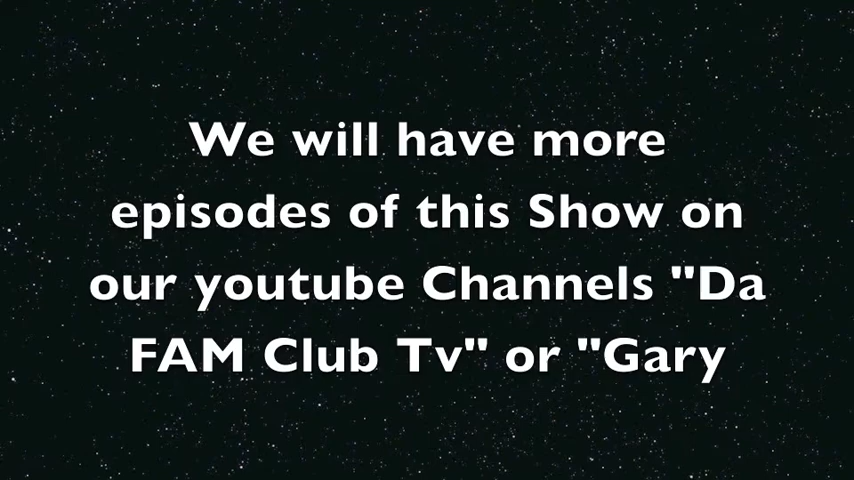 We will have more
episodes of this Show on
our youtube Channels "Da
FAM Club Tv" or "Gary